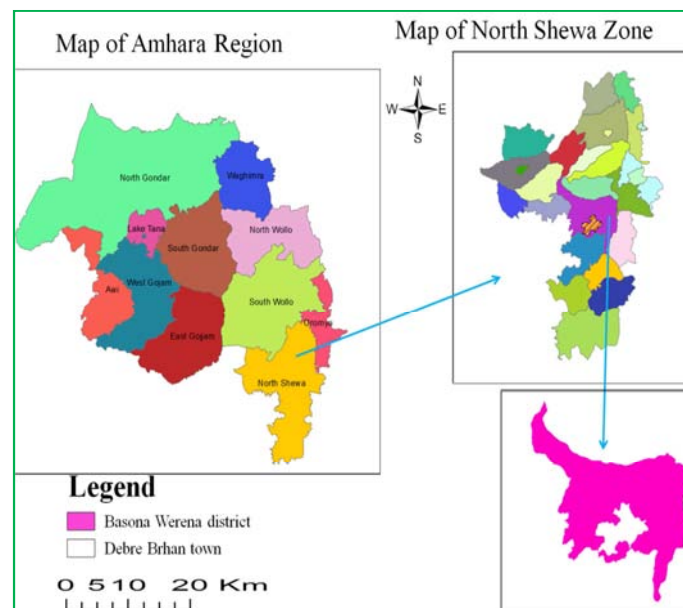 Map of Amhara Region
Map of North Shewa Zone
N
W E
S
North Gondar
Waghimra
Lake Tana
North Wollo
South Gondar
West Gojam
Awi
South Wollo
Oromya
East Gojjam
North Shewa
Legend
Basona Werena district
Debre Brhan town
0 5 10 20 Km